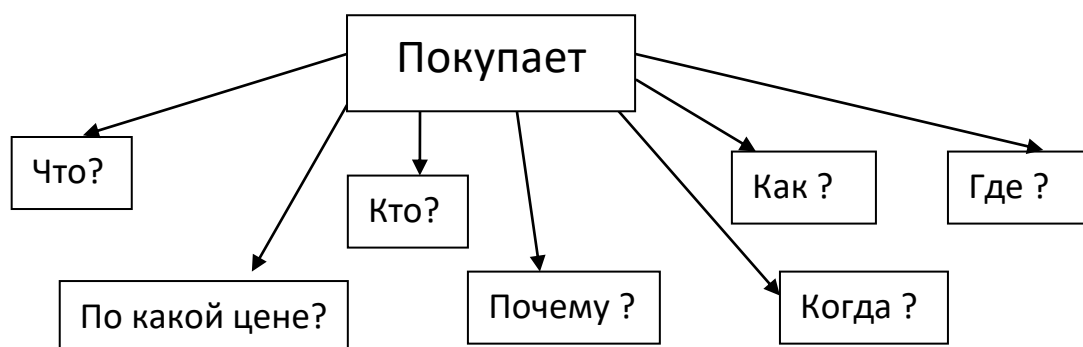 Покупает
Что?
Кто?
Как ?
Где ?
По какой цене?
Почему ?
Когда ?